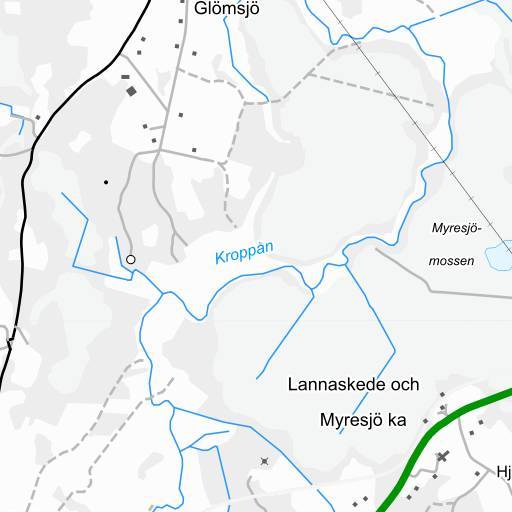 Glömsjö
Myresjö-
mossen
Kroppån
Lannaskede och
Myresjö ka
Hj